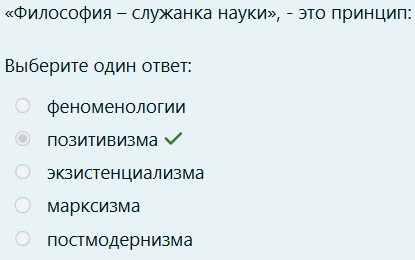 «Философия – служанка науки», - это принцип:
Выберите один ответ:
феноменологии
позитивизма
экзистенциализма
марксизма
постмодернизма